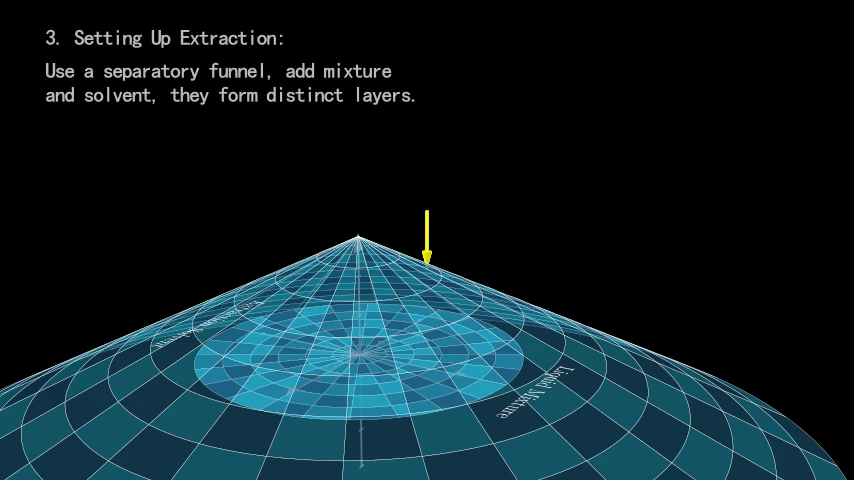 3. Setting Up Extraction:
Use a separatory funnel, add mixture
and solvent, they form distinct layers.
Liquid Mixture